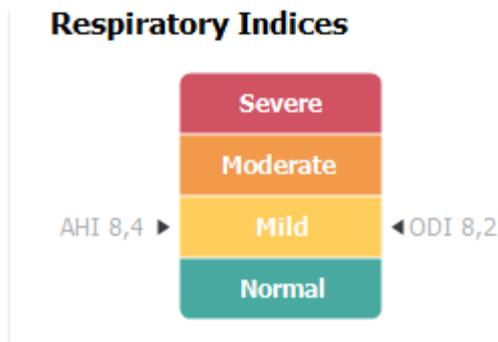 Respiratory Indices
Severe
Moderate
AHI 8,4 Mild ODI 8,2
Normal